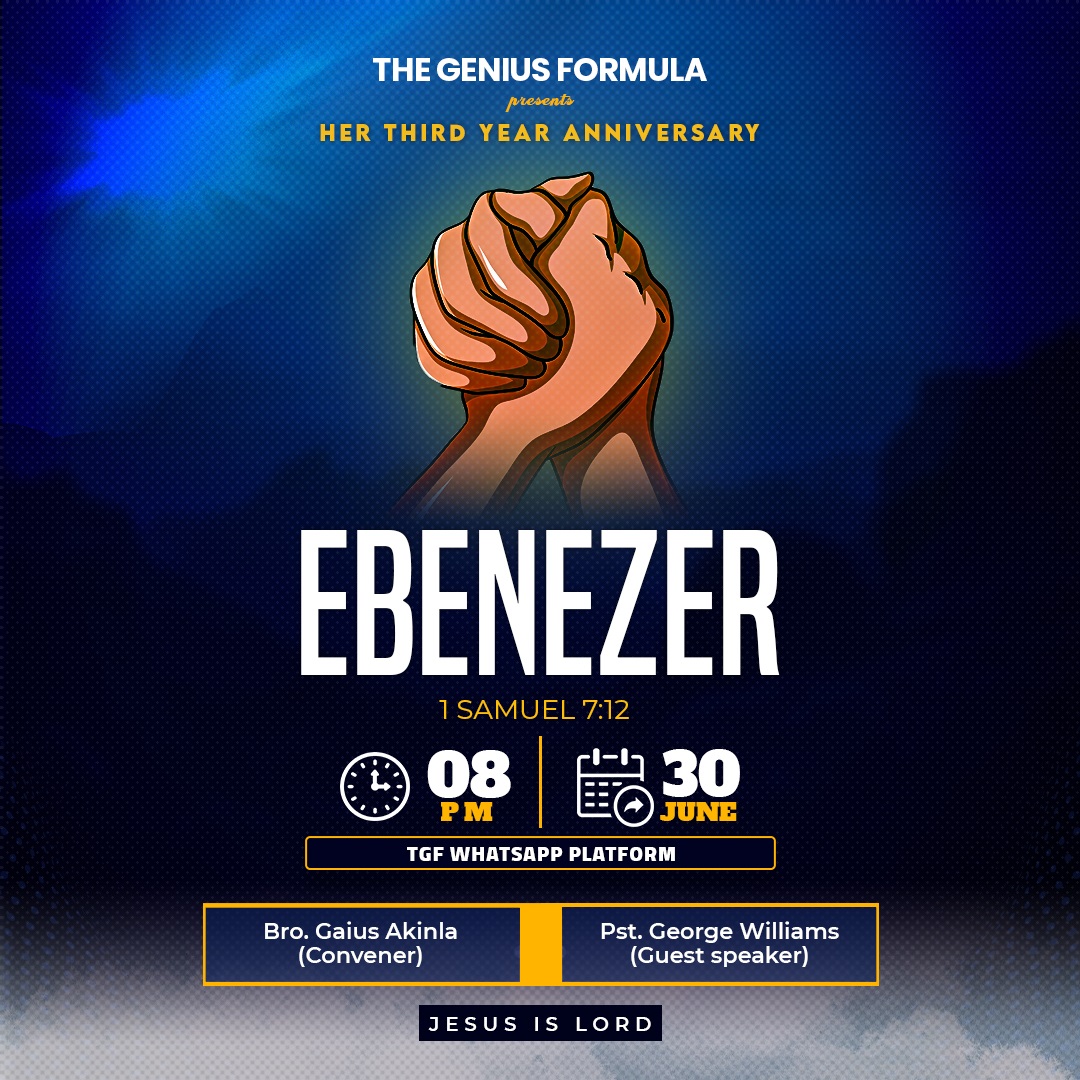 THE GENIUS FORMULA
presents
HER THIRD YEAR ANNIVERSARY
EBENEZER
1 SAMUEL 7:12
08
PM
30
JUNE
TGF WHATSAPP PLATFORM
Bro. Gaius Akinla
(Convener)
Pst. George Williams
(Guest speaker)
JESUS IS LORD